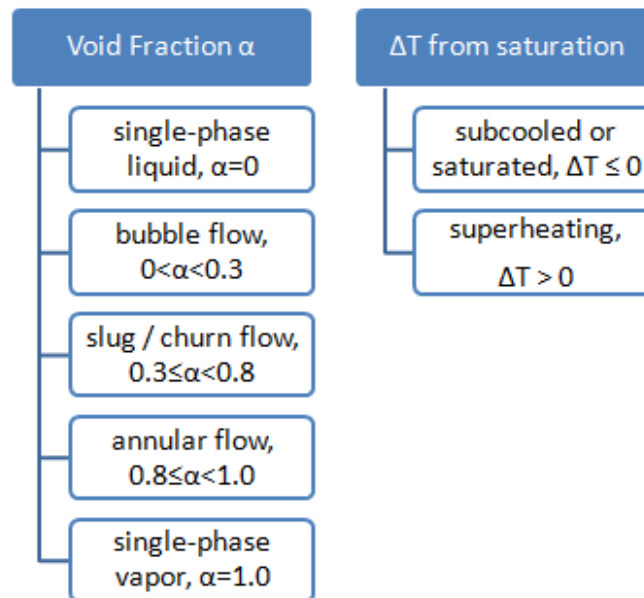 Void Fraction α
single-phase
liquid, α=0
bubble flow,
0<α<0.3
slug / churn flow,
0.3≤α<0.8
annular flow,
0.8≤α<1.0
single-phase
vapor, α=1.0
ΔT from saturation
subcooled or
saturated, ΔT ≤ 0
superheating,
ΔT > 0